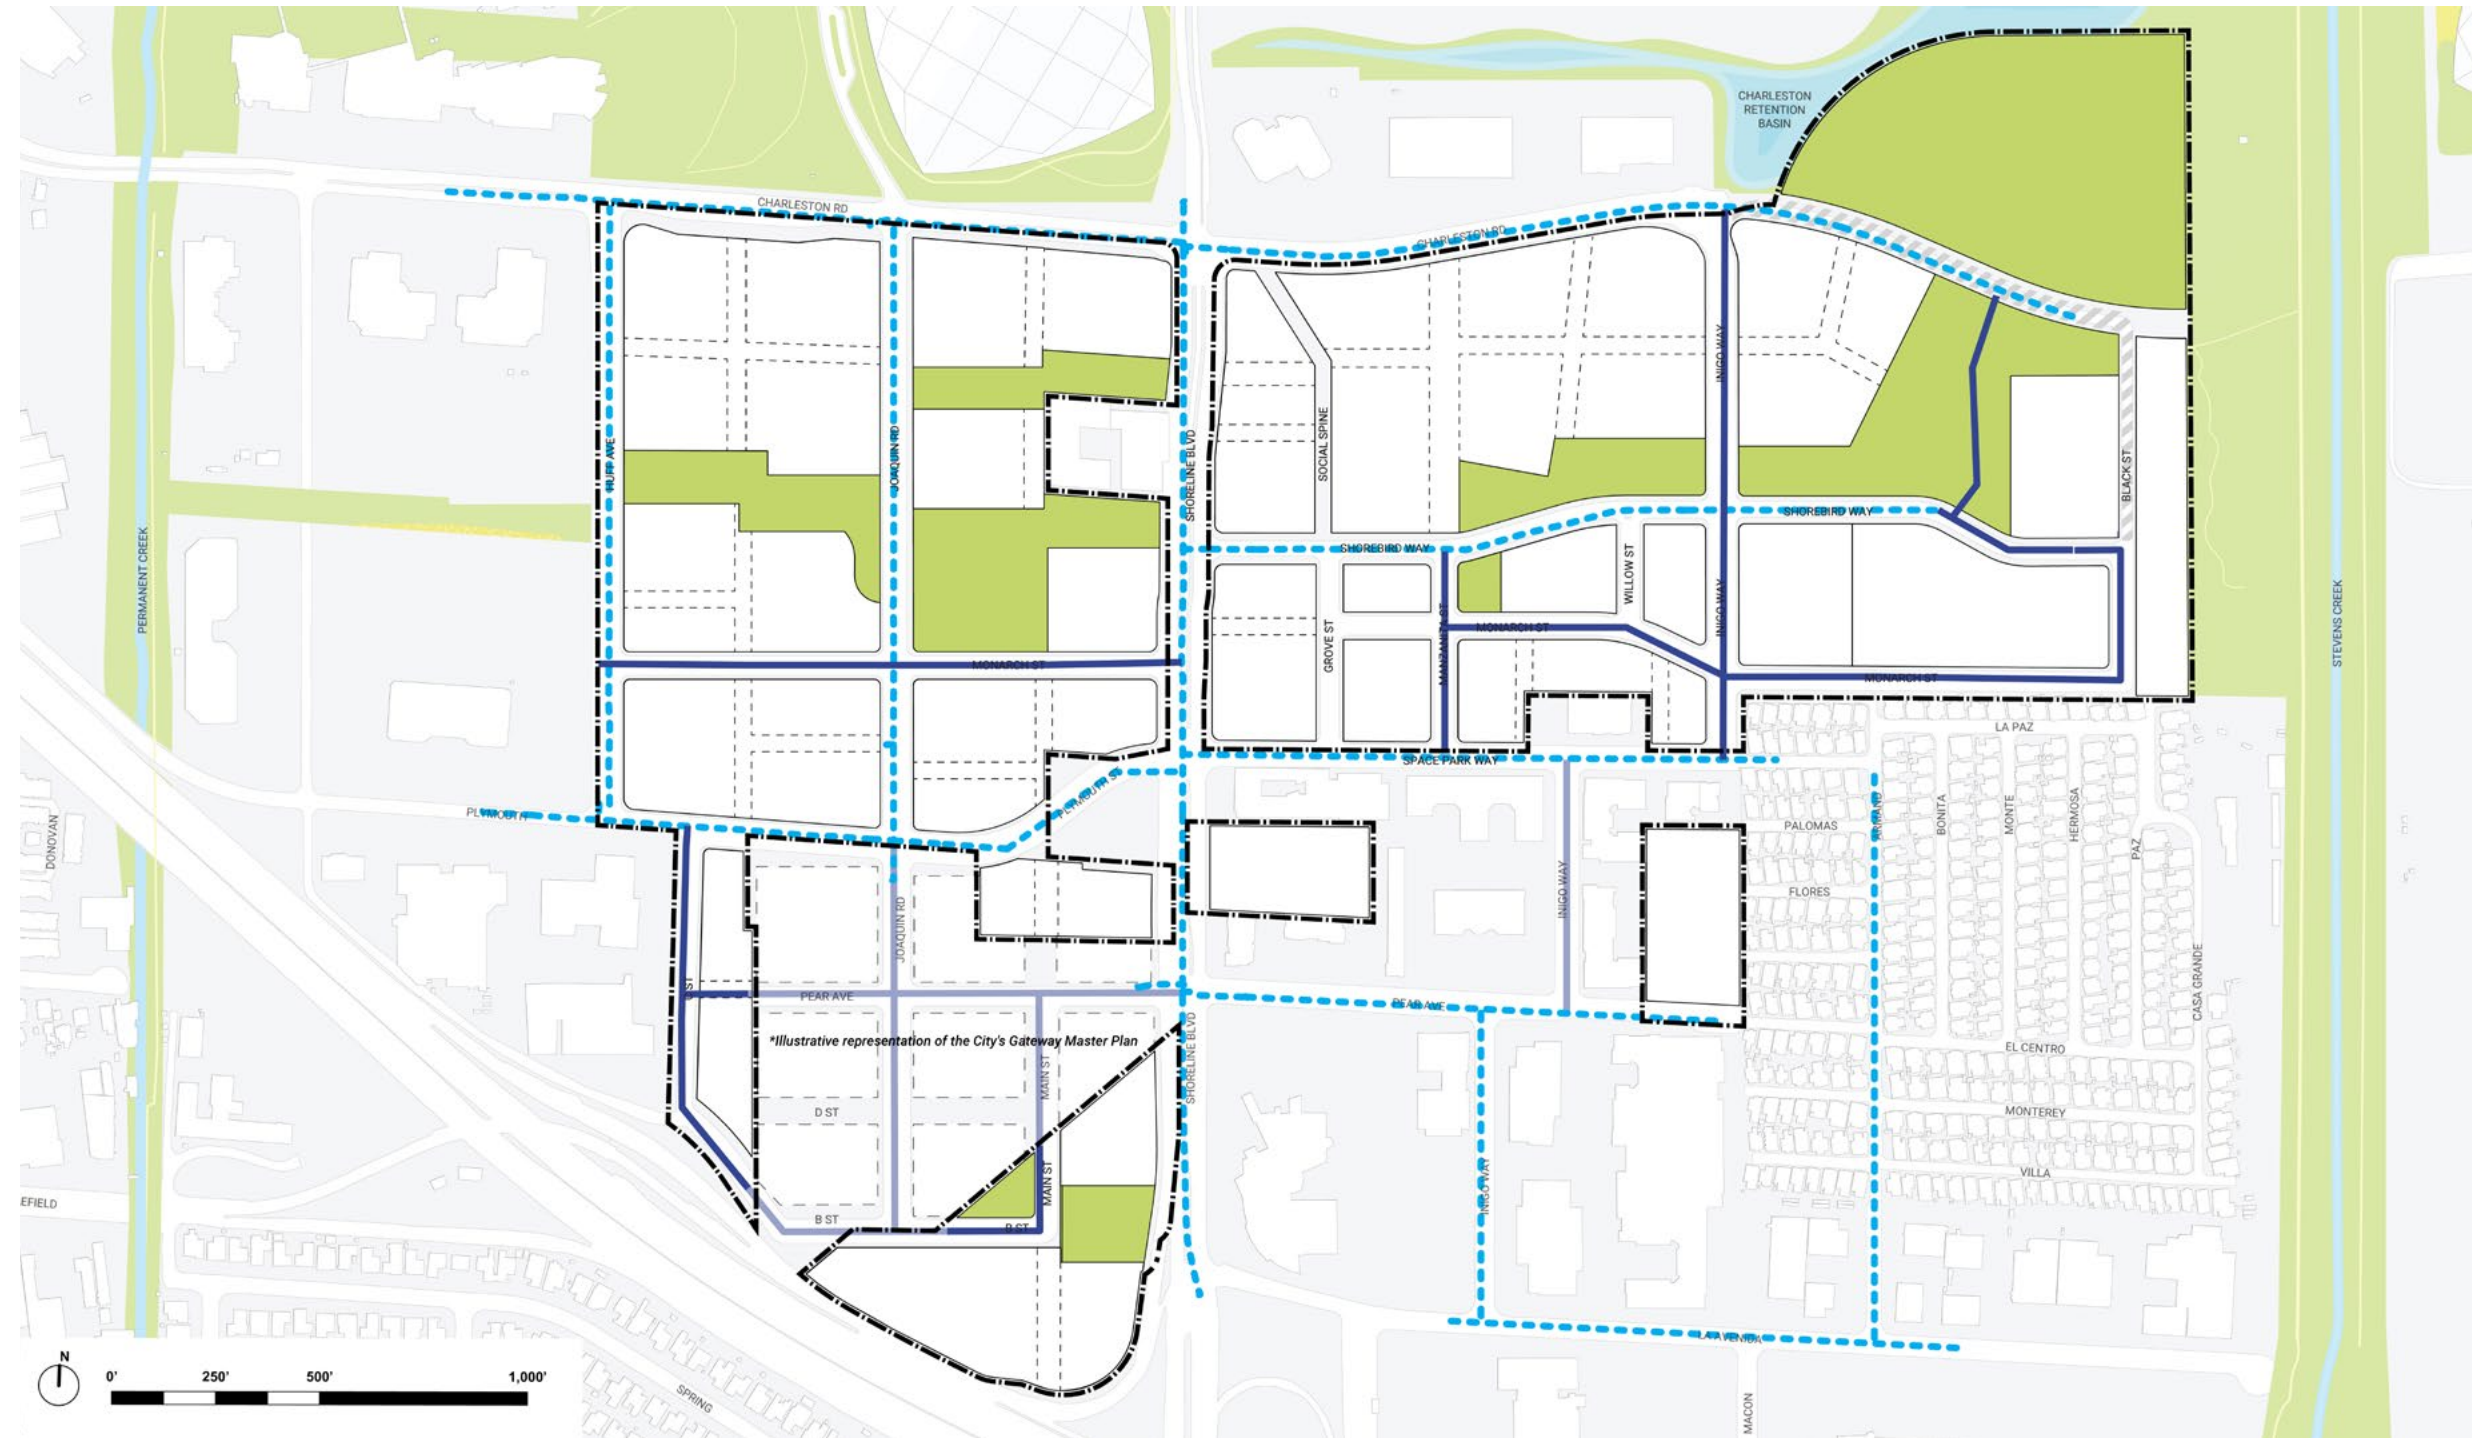 CHARLESTON
RETENTION
BASIN
CHARLESTON RD
CHARLESTON RD
INIGO WAY
HUFF AVE
JOAQUIN RD
SHORELINE BLVD
SOCIAL SPINE
BLACK ST
SHOREBIRD WAY
SHOREBIRD WAY
PERMANENT CREEK
STEVENS CREEK
WILLOW ST
GROVE ST
MANZANITA ST
INIGO WAY
MONARCH ST
MONARCH ST
MONARCH ST
LA PAZ
SPACE PARK WAY
PLYMOUTH ST
PLYMOUTH
DONOVAN
PALOMAS
ARMAND
BONITA
MONTE
HERMOSA
PAZ
FLORES
INIGO WAY
JOAQUIN RD
CASA GRANDE
PEAR AVE
PEAR AVE
*Illustrative representation of the City's Gateway Master Plan
EL CENTRO
SHORELINE BLVD
MAIN ST
D ST
MONTEREY
VILLA
MAIN ST
INIGO WAY
EFIELD
B ST
B ST
LA AVENIDA
N
0' 250' 500' 1,000'
SPRING
MACON